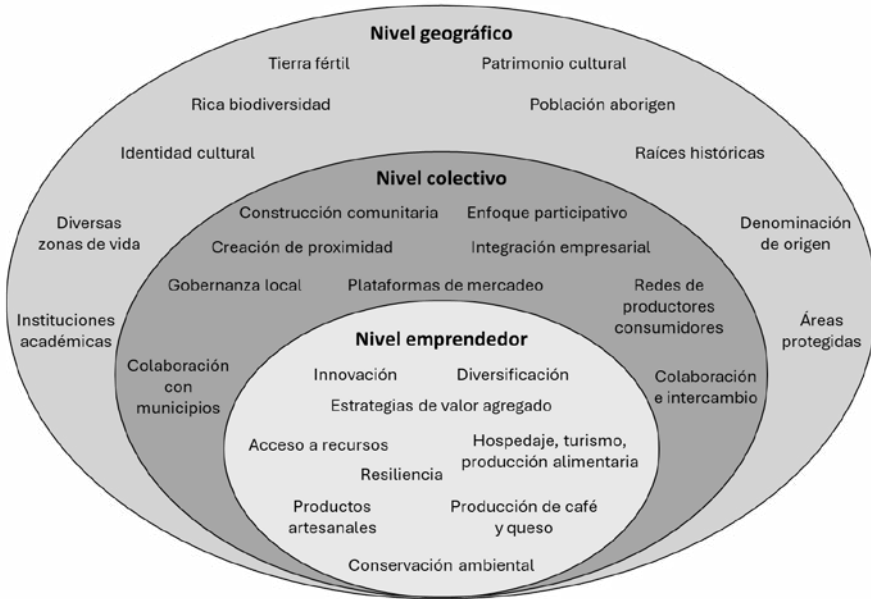 Nivel geográfico
Tierra fértil
Patrimonio cultural
Rica biodiversidad
Población aborigen
Identidad cultural
Raíces históricas
Diversas
zonas de vida
Denominación
de origen
Instituciones
académicas
Áreas
protegidas
Nivel colectivo
Construcción comunitaria
Enfoque participativo
Creación de proximidad
Integración empresarial
Gobernanza local
Plataformas de mercadeo
Redes de
productores
consumidores
Colaboración
con
municipios
Colaboración
e intercambio
Nivel emprendedor
Innovación
Diversificación
Estrategias de valor agregado
Acceso a recursos
Hospedaje, turismo,
producción alimentaria
Resiliencia
Productos
artesanales
Producción de café
y queso
Conservación ambiental